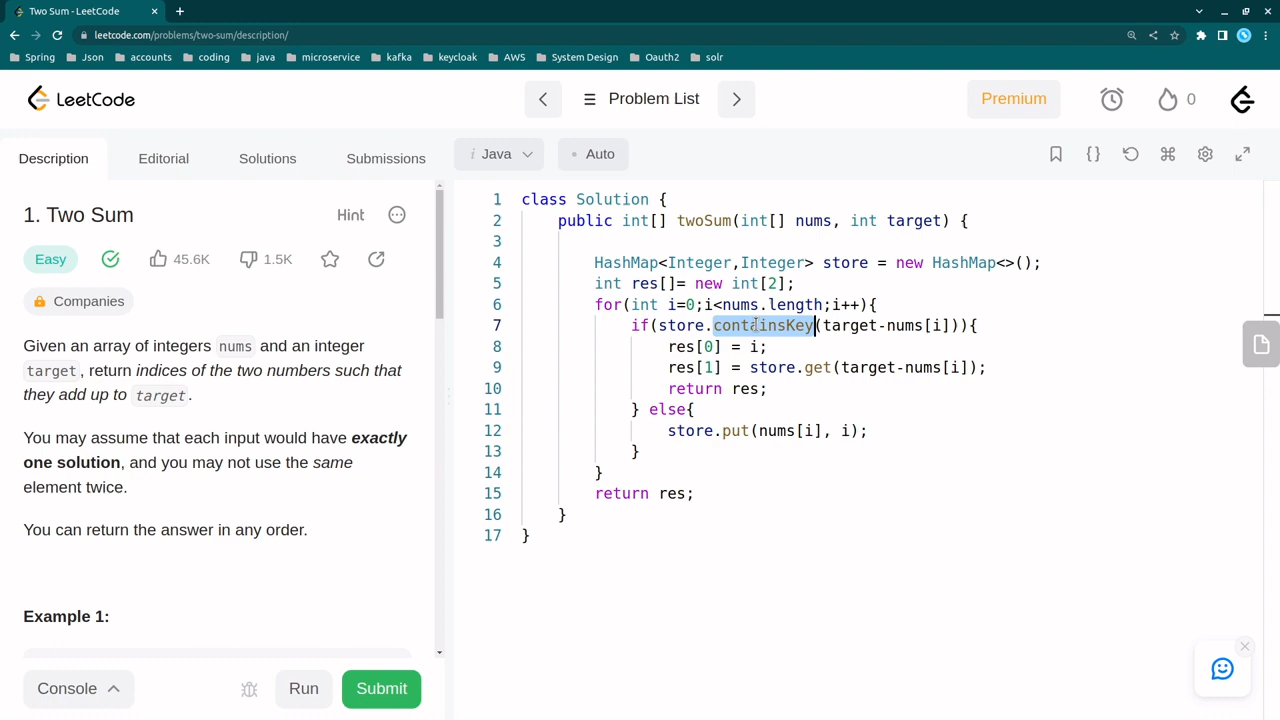 Two Sum - LeetCode
leetcode.com/problems/two-sum/description/
Spring Json accounts coding java microservice kafka keycloak AWS System Design Oauth2 solr
LeetCode
Problem List
Premium
0
Description Editorial Solutions Submissions
i Java
Auto
1. Two Sum
Hint
Easy
45.6K
1.5K
Companies
Given an array of integers nums and an integer
target, return indices of the two numbers such that
they add up to target.
You may assume that each input would have exactly
one solution, and you may not use the same
element twice.
You can return the answer in any order.
Example 1:
Console
Run
Submit
1 class Solution {
2 public int[] twoSum(int[] nums, int target) {
3
4 HashMap<Integer,Integer> store = new HashMap<>();
5 int res[]= new int[2];
6 for(int i=0;i<nums.length;i++){
7 if(store.containsKey(target-nums[i])){
8 res[0] = i;
9 res[1] = store.get(target-nums[i]);
10 return res;
11 } else{
12 store.put(nums[i], i);
13 }
14 }
15 return res;
16 }
17 }